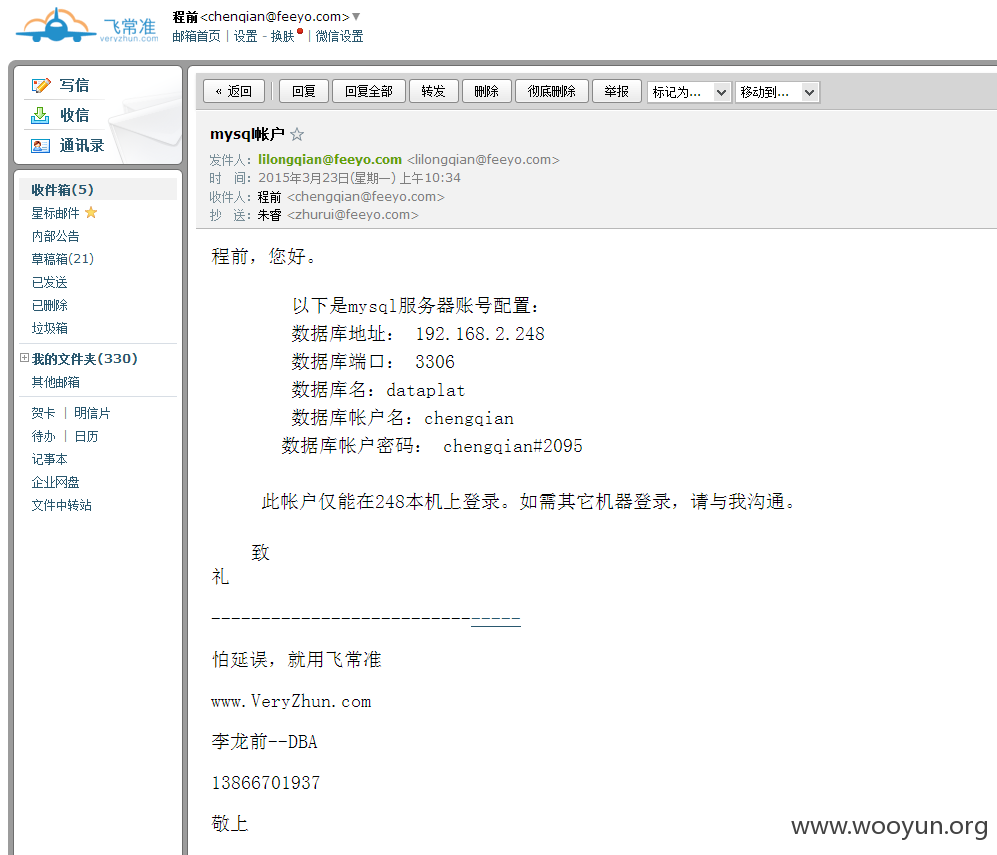 飞常准
veryzhun.com
程前<chenqian@feeyo.com>▼
邮箱首页 | 设置 - 换肤 | 微信设置
写信
收信
通讯录
收件箱(5)
星标邮件
内部公告
草稿箱(21)
已发送
已删除
垃圾箱
我的文件夹(330)
其他邮箱
贺卡 | 明信片
待办 | 日历
记事本
企业网盘
文件中转站
« 返回 回复 回复全部 转发 删除 彻底删除 举报 标记为... 移动到...
mysql帐户 ☆
发件人：lilongqian@feeyo.com <lilongqian@feeyo.com>
时 间：2015年3月23日(星期一) 上午10:34
收件人：程前 <chengqian@feeyo.com>
抄 送：朱睿 <zhurui@feeyo.com>
程前，您好。
以下是mysql服务器账号配置：
数据库地址： 192.168.2.248
数据库端口： 3306
数据库名：dataplat
数据库帐户名：chengqian
数据库帐户密码： chengqian#2095
此帐户仅能在248本机上登录。如需其它机器登录，请与我沟通。
致
礼
-------------------------------
怕延误，就用飞常准
www.VeryZhun.com
李龙前--DBA
13866701937
敬上
www.wooyun.org